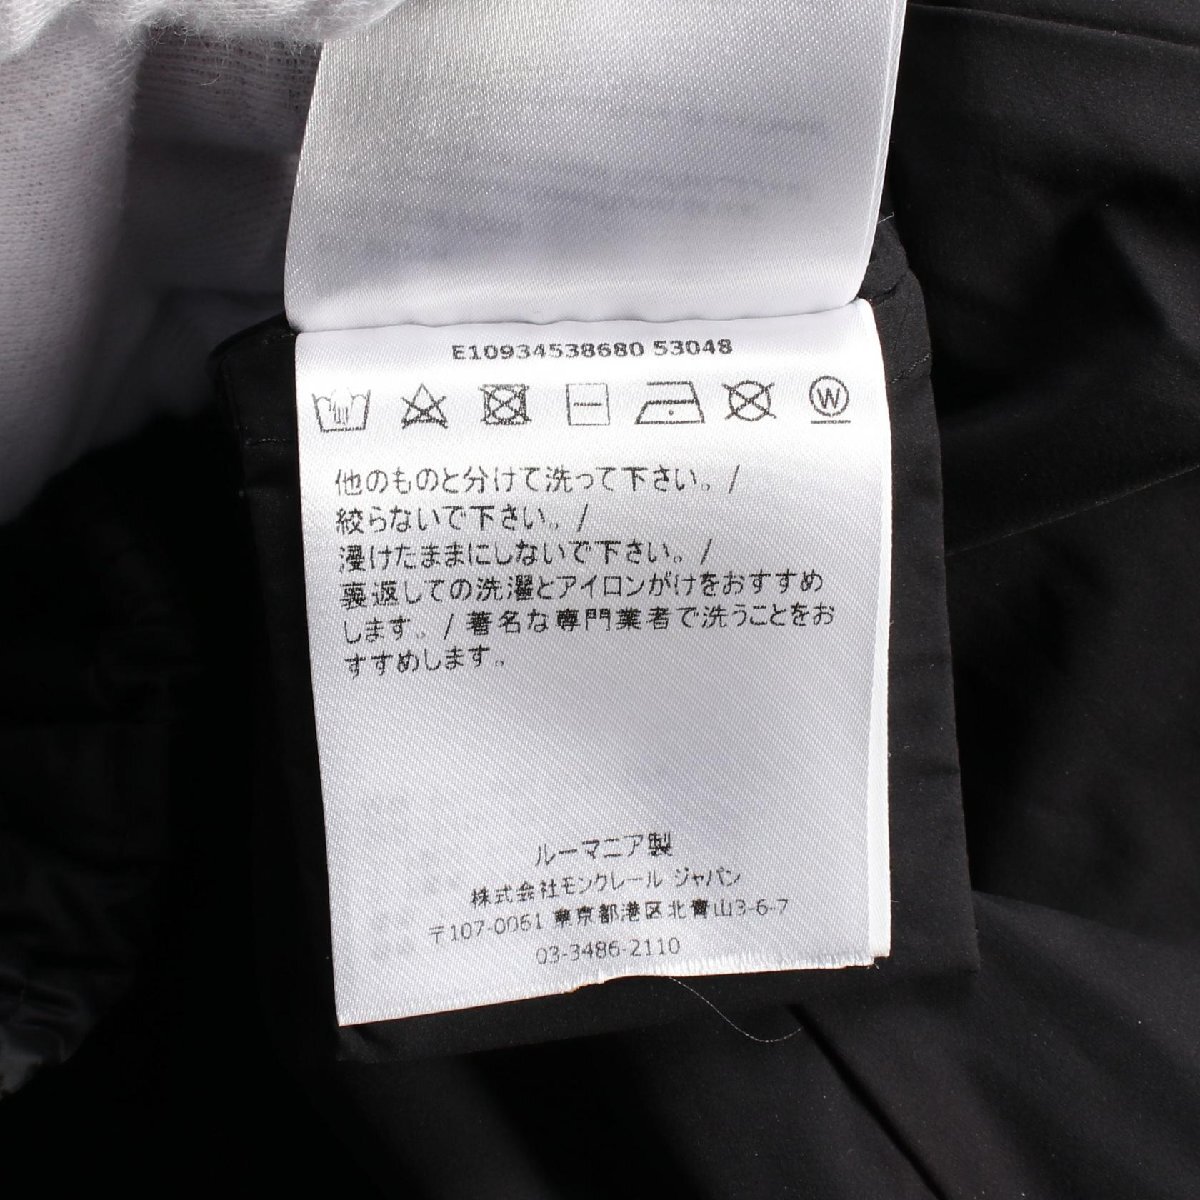 E10934538680 53048
W
他のものと分けて洗って下さい。/
絞らないで下さい。/
浸けたままにしないで下さい。/
裏返しての洗濯とアイロンがけをおすすめ
します。/ 著名な専門業者で洗うことをお
すすめします。
ルーマニア製
株式会社モンクレール ジャパン
〒107-0061 東京都港区北青山3-6-7
03-3486-2110